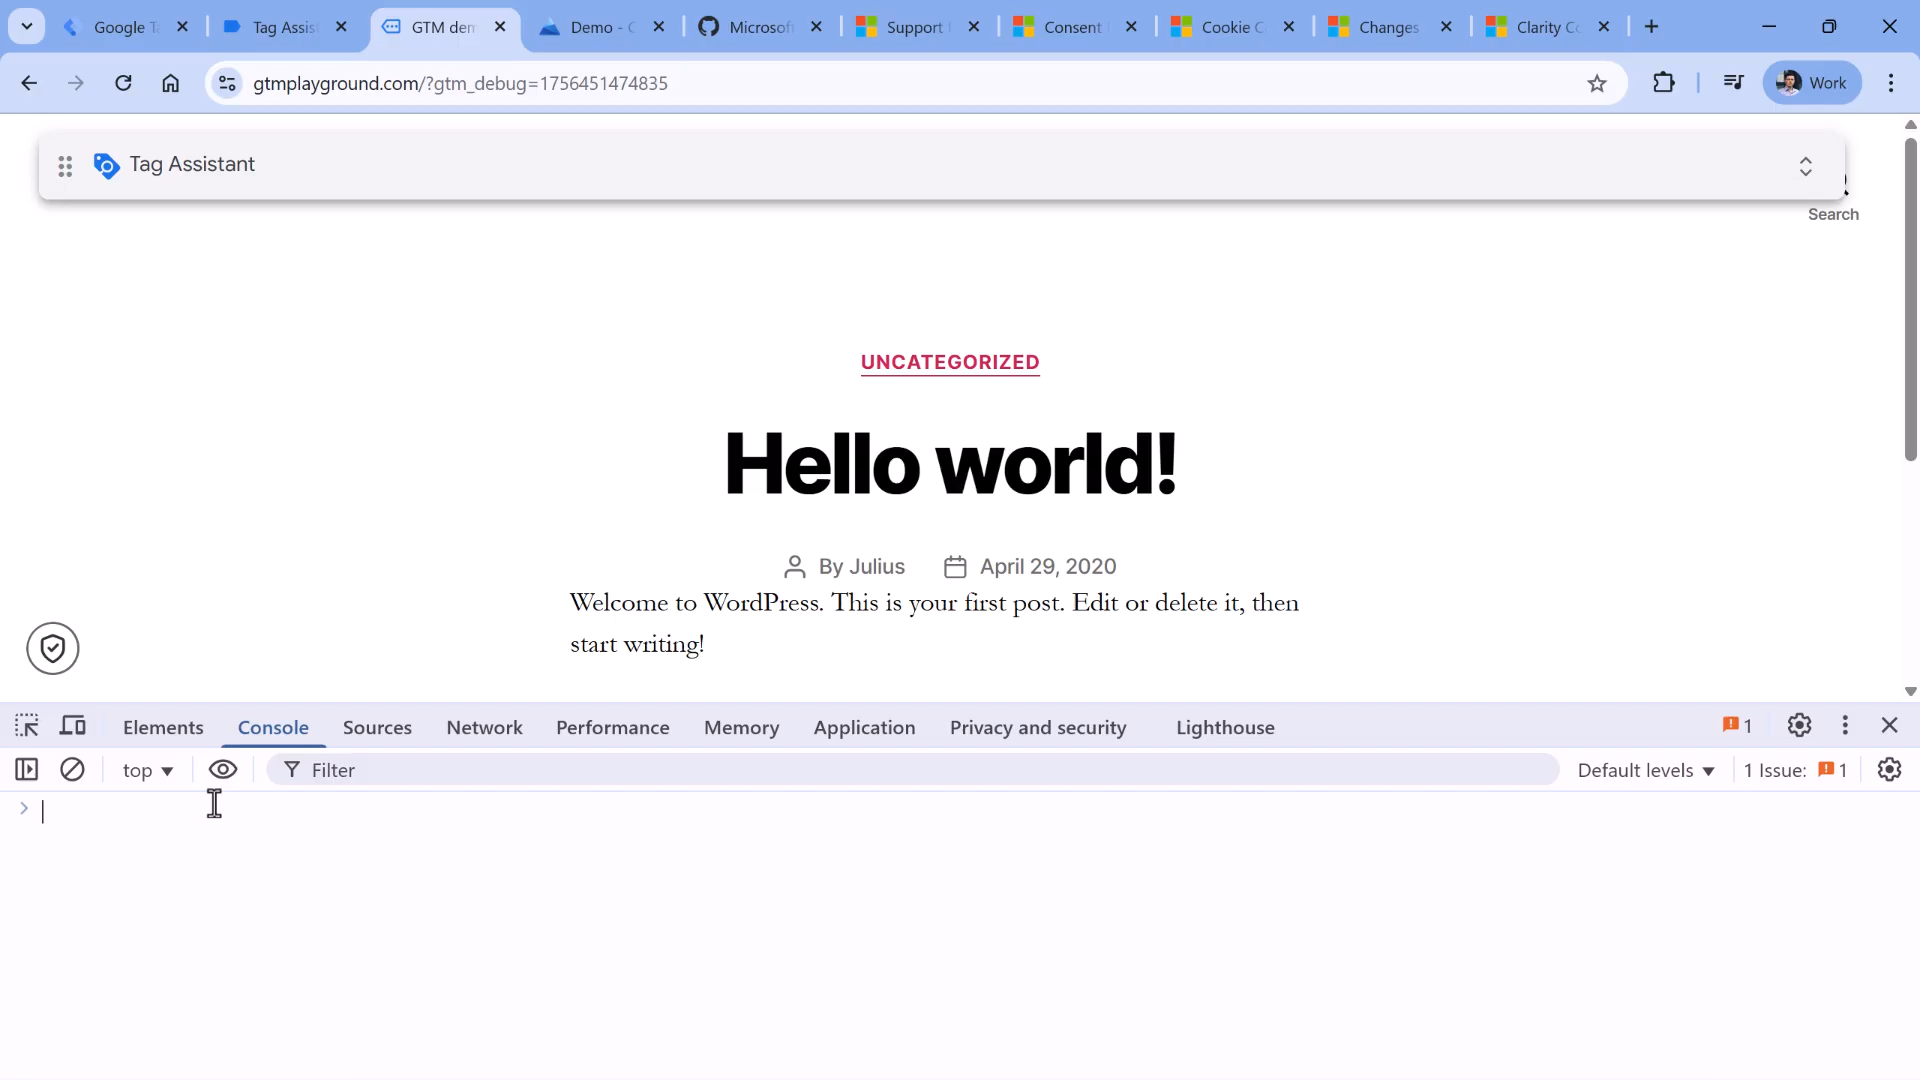 Google Ta
Tag Assis
GTM dem
Demo - C
Microsof
Support
Consent
Cookie C
Changes
Clarity Co
gtmplayground.com/?gtm_debug=1756451474835
Work
Tag Assistant
Search
UNCATEGORIZED
Hello world!
By Julius
April 29, 2020
Welcome to WordPress. This is your first post. Edit or delete it, then
start writing!
Elements
Console
Sources
Network
Performance
Memory
Application
Privacy and security
Lighthouse
1
top
Filter
Default levels
1 Issue:
1